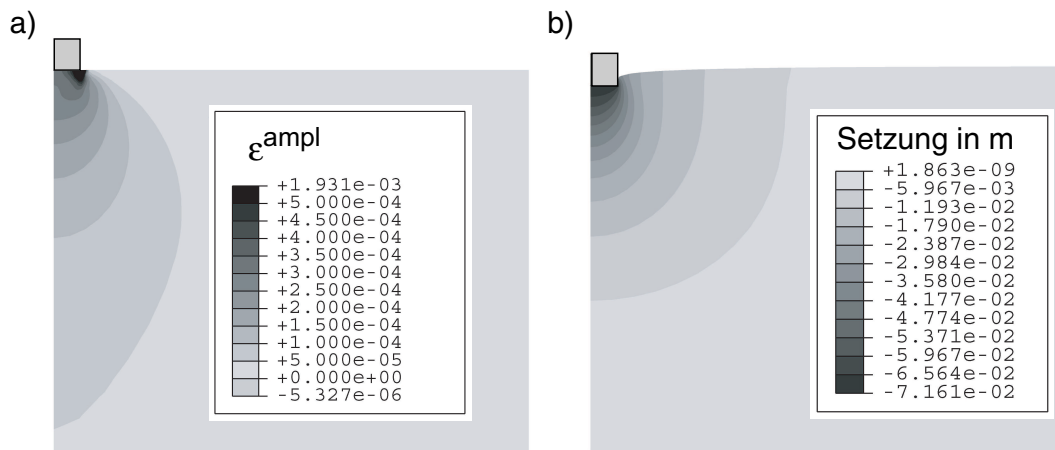 a)
ε^ampl
+1.931e-03
+5.000e-04
+4.500e-04
+4.000e-04
+3.500e-04
+3.000e-04
+2.500e-04
+2.000e-04
+1.500e-04
+1.000e-04
+5.000e-05
+0.000e+00
-5.327e-06
b)
Setzung in m
+1.863e-09
-5.967e-03
-1.193e-02
-1.790e-02
-2.387e-02
-2.984e-02
-3.580e-02
-4.177e-02
-4.774e-02
-5.371e-02
-5.967e-02
-6.564e-02
-7.161e-02